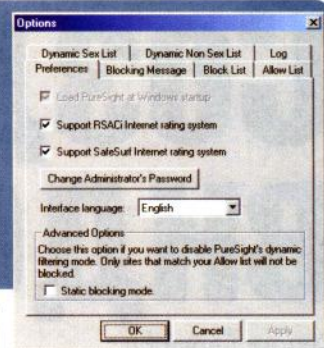 Options
Dynamic Sex List
Dynamic Non Sex List
Log
Preferences
Blocking Message
Block List
Allow List
Load PureSight at Windows startup
Support RSACi Internet rating system
Support SafeSurf Internet rating system
Change Administrator's Password
Interface language:
English
Advanced Options
Choose this option if you want to disable PureSight's dynamic
filtering mode. Only sites that match your Allow list will not be
blocked.
Static blocking mode.
OK
Cancel
Apply